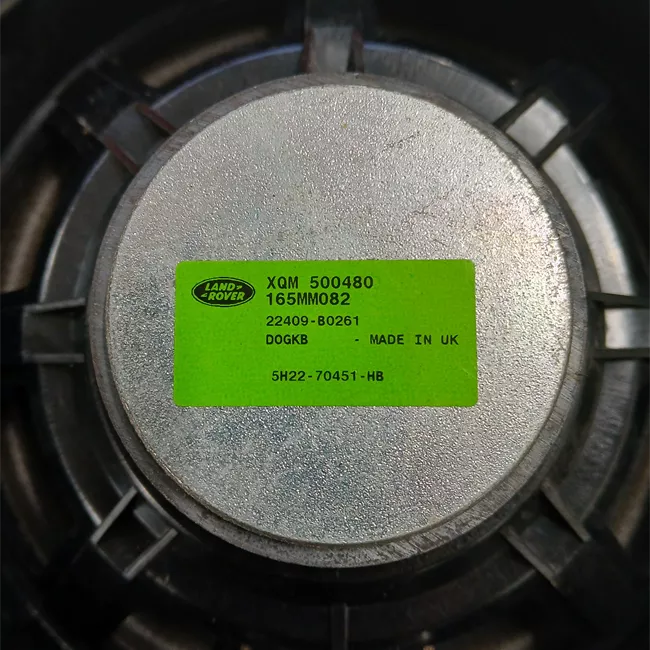 LAND ROVER
XQM 500480
165MM082
22409-B0261
DOGKB - MADE IN UK
5H22-70451-HB